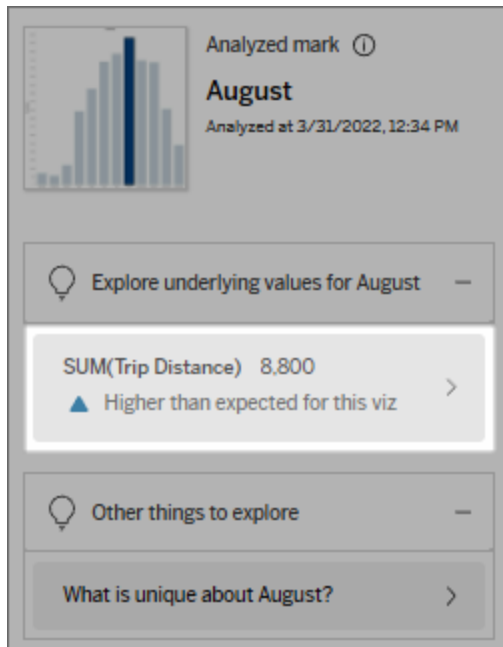 Analyzed mark
August
Analyzed at 3/31/2022, 12:34 PM
Explore underlying values for August
SUM(Trip Distance) 8,800
Higher than expected for this viz
Other things to explore
What is unique about August?